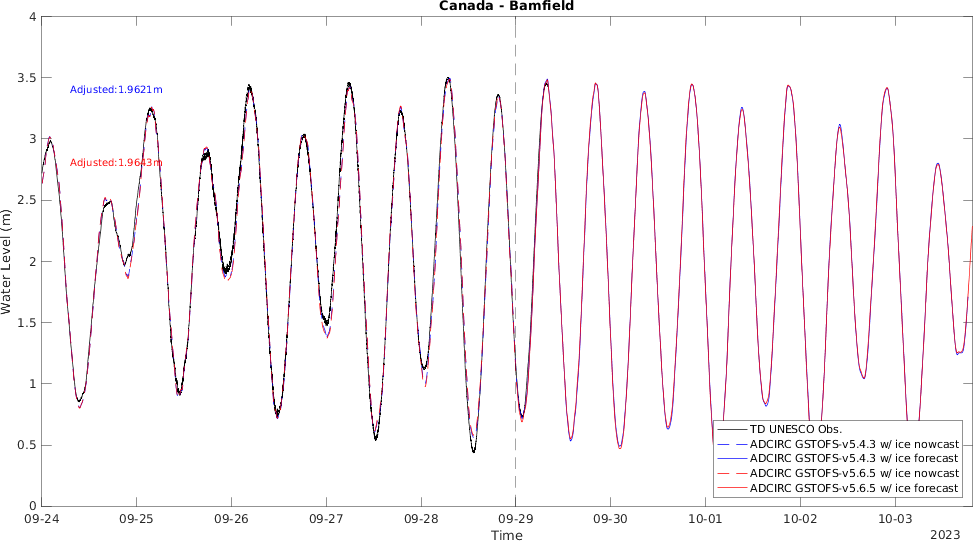 Canada - Bamfield
4
3.5
3
2.5
2
1.5
1
0.5
0
Water Level (m)
Adjusted:1.9621m
Adjusted:1.9643m
TD UNESCO Obs.
ADCIRC GSTOFS-v5.4.3 w/ ice nowcast
ADCIRC GSTOFS-v5.4.3 w/ ice forecast
ADCIRC GSTOFS-v5.6.5 w/ ice nowcast
ADCIRC GSTOFS-v5.6.5 w/ ice forecast
09-24 09-25 09-26 09-27 09-28 09-29 09-30 10-01 10-02 10-03
Time
2023